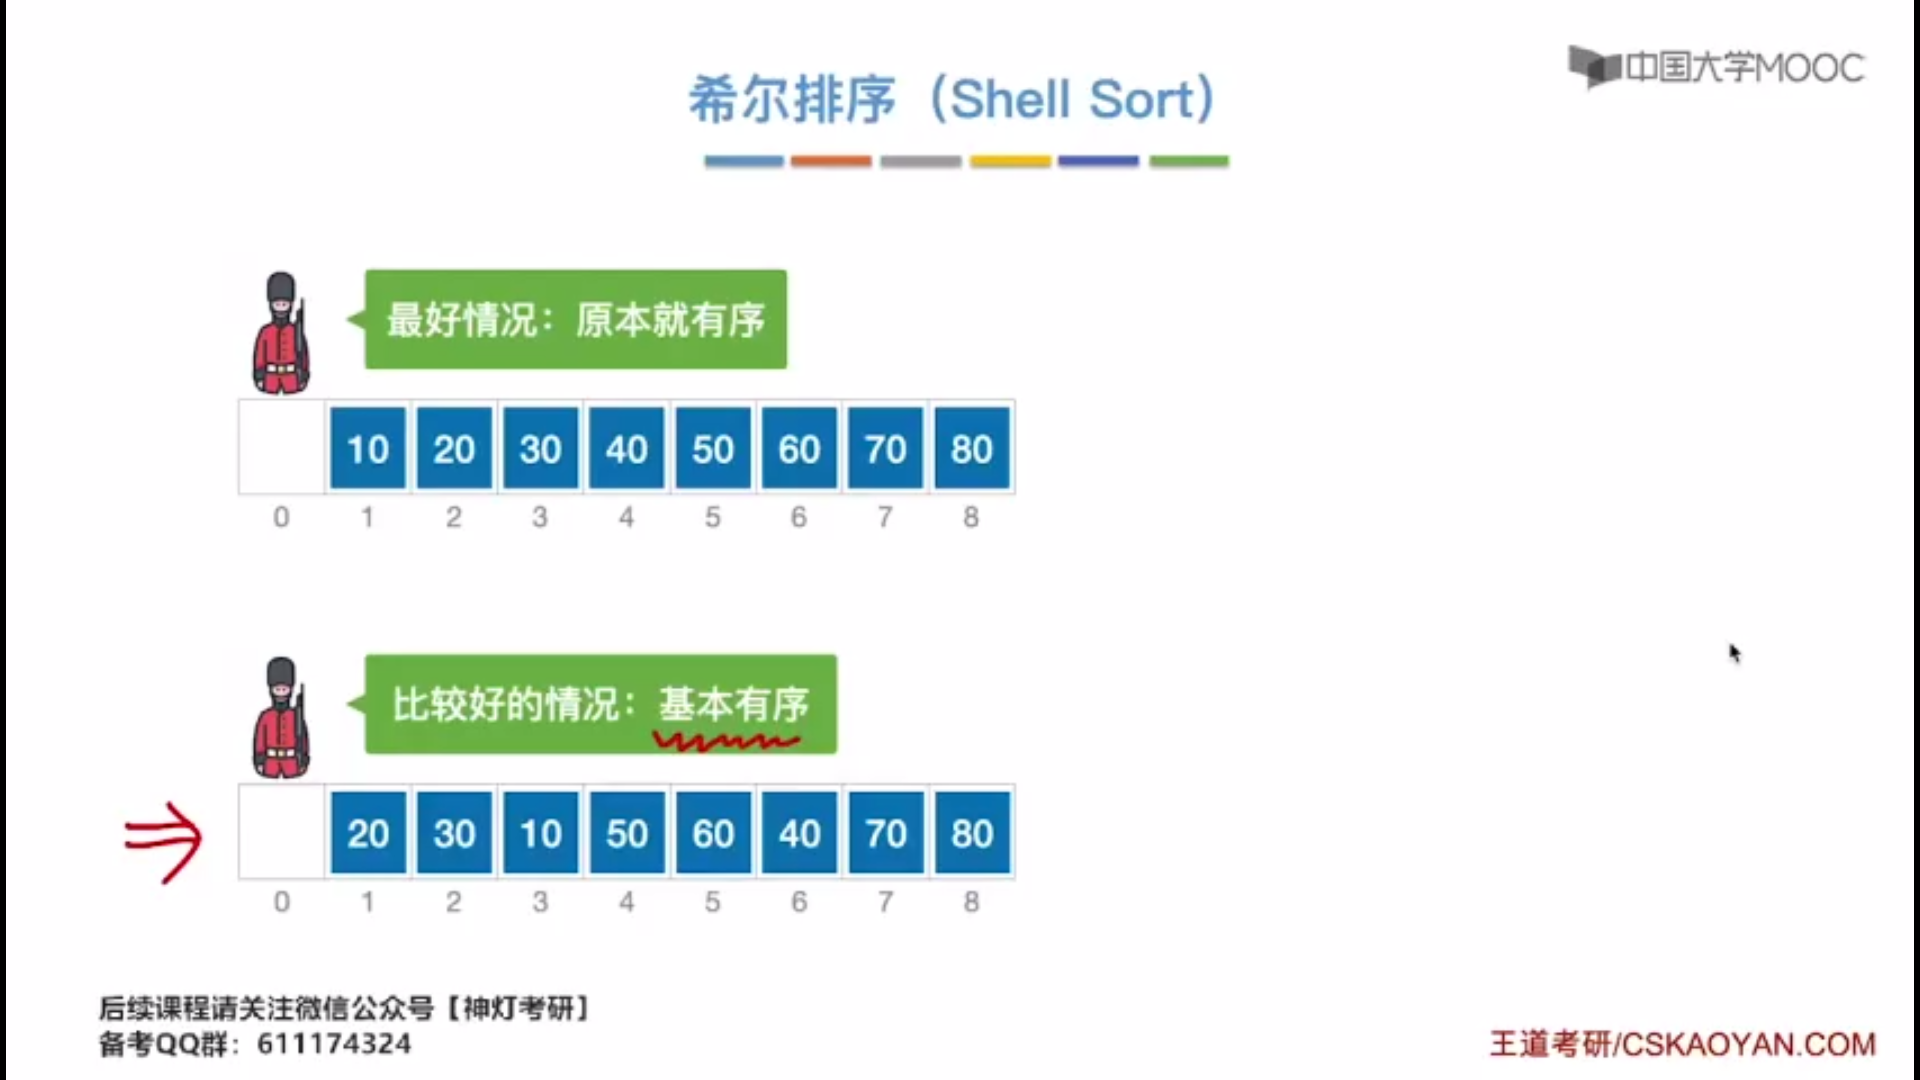 中国大学MOOC
希尔排序（Shell Sort）
最好情况：原本就有序
10 20 30 40 50 60 70 80
0 1 2 3 4 5 6 7 8
比较好的情况：基本有序
20 30 10 50 60 40 70 80
0 1 2 3 4 5 6 7 8
后续课程请关注微信公众号【神灯考研】
备考QQ群：611174324
王道考研/CSKAOYAN.COM